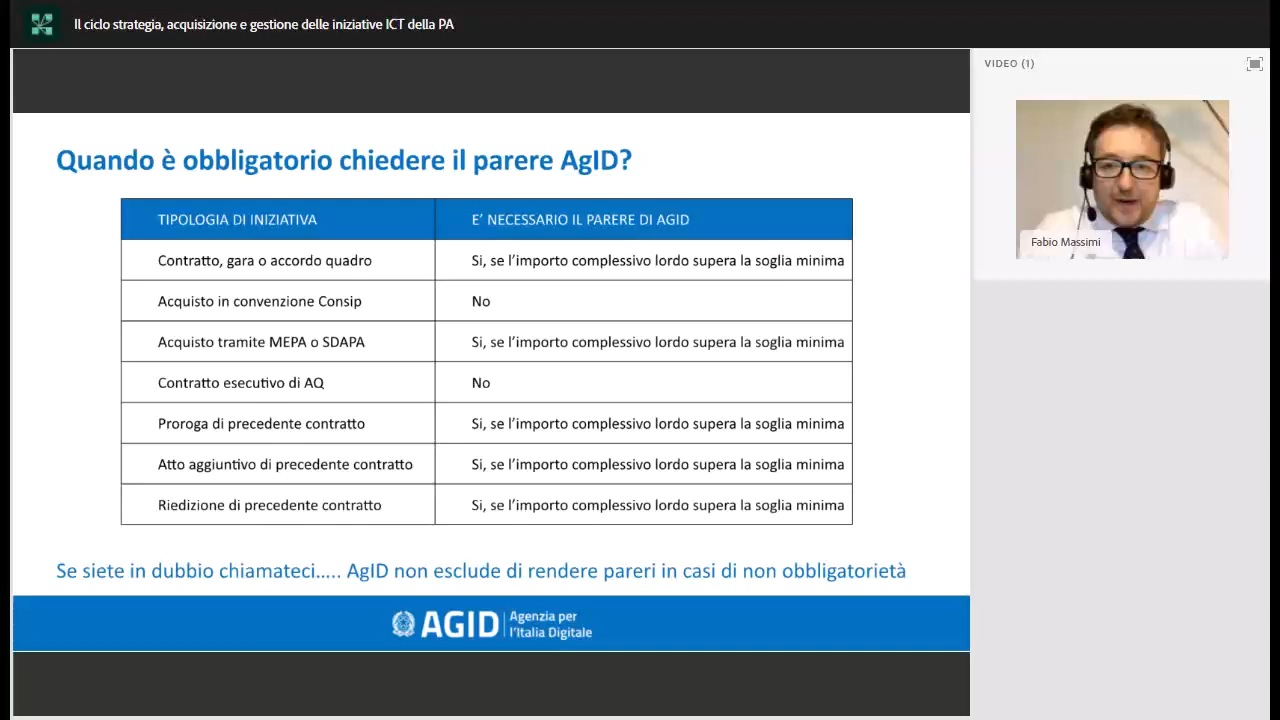 Il ciclo strategia, acquisizione e gestione delle iniziative ICT della PA
VIDEO (1)
Fabio Massimi
Quando è obbligatorio chiedere il parere AgID?
TIPOLOGIA DI INIZIATIVA E’ NECESSARIO IL PARERE DI AGID
Contratto, gara o accordo quadro Si, se l’importo complessivo lordo supera la soglia minima
Acquisto in convenzione Consip No
Acquisto tramite MEPA o SDAPA Si, se l’importo complessivo lordo supera la soglia minima
Contratto esecutivo di AQ No
Proroga di precedente contratto Si, se l’importo complessivo lordo supera la soglia minima
Atto aggiuntivo di precedente contratto Si, se l’importo complessivo lordo supera la soglia minima
Riedizione di precedente contratto Si, se l’importo complessivo lordo supera la soglia minima
Se siete in dubbio chiamateci..... AgID non esclude di rendere pareri in casi di non obbligatorietà
AGID
Agenzia per
l’Italia Digitale